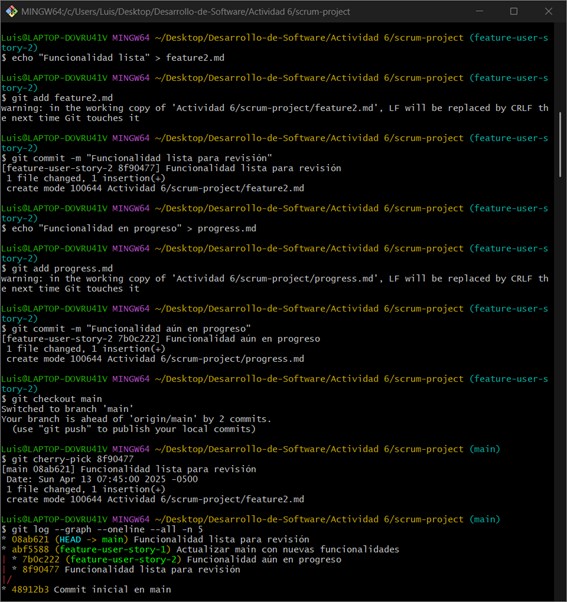 MINGW64:/c/Users/Luis/Desktop/Desarrollo-de-Software/Actividad 6/scrum-project
Luis@LAPTOP-DOVRU41V MINGW64 ~/Desktop/Desarrollo-de-Software/Actividad 6/scrum-project (feature-user-s
tory-2)
$ echo "Funcionalidad lista" > feature2.md
Luis@LAPTOP-DOVRU41V MINGW64 ~/Desktop/Desarrollo-de-Software/Actividad 6/scrum-project (feature-user-s
tory-2)
$ git add feature2.md
warning: in the working copy of 'Actividad 6/scrum-project/feature2.md', LF will be replaced by CRLF th
e next time Git touches it
Luis@LAPTOP-DOVRU41V MINGW64 ~/Desktop/Desarrollo-de-Software/Actividad 6/scrum-project (feature-user-s
tory-2)
$ git commit -m "Funcionalidad lista para revisión"
[feature-user-story-2 8f90477] Funcionalidad lista para revisión
1 file changed, 1 insertion(+)
create mode 100644 Actividad 6/scrum-project/feature2.md
Luis@LAPTOP-DOVRU41V MINGW64 ~/Desktop/Desarrollo-de-Software/Actividad 6/scrum-project (feature-user-s
tory-2)
$ echo "Funcionalidad en progreso" > progress.md
Luis@LAPTOP-DOVRU41V MINGW64 ~/Desktop/Desarrollo-de-Software/Actividad 6/scrum-project (feature-user-s
tory-2)
$ git add progress.md
warning: in the working copy of 'Actividad 6/scrum-project/progress.md', LF will be replaced by CRLF th
e next time Git touches it
Luis@LAPTOP-DOVRU41V MINGW64 ~/Desktop/Desarrollo-de-Software/Actividad 6/scrum-project (feature-user-s
tory-2)
$ git commit -m "Funcionalidad aún en progreso"
[feature-user-story-2 7b0c222] Funcionalidad aún en progreso
1 file changed, 1 insertion(+)
create mode 100644 Actividad 6/scrum-project/progress.md
Luis@LAPTOP-DOVRU41V MINGW64 ~/Desktop/Desarrollo-de-Software/Actividad 6/scrum-project (feature-user-s
tory-2)
$ git checkout main
Switched to branch 'main'
Your branch is ahead of 'origin/main' by 2 commits.
(use "git push" to publish your local commits)
Luis@LAPTOP-DOVRU41V MINGW64 ~/Desktop/Desarrollo-de-Software/Actividad 6/scrum-project (main)
$ git cherry-pick 8f90477
[main 08ab621] Funcionalidad lista para revisión
Date: Sun Apr 13 07:45:00 2025 -0500
1 file changed, 1 insertion(+)
create mode 100644 Actividad 6/scrum-project/feature2.md
Luis@LAPTOP-DOVRU41V MINGW64 ~/Desktop/Desarrollo-de-Software/Actividad 6/scrum-project (main)
$ git log --graph --oneline --all -n 5
* 08ab621 (HEAD -> main) Funcionalidad lista para revisión
* abf5588 (feature-user-story-1) Actualizar main con nuevas funcionalidades
| * 7b0c222 (feature-user-story-2) Funcionalidad aún en progreso
| * 8f90477 Funcionalidad lista para revisión
|/
* 48912b3 Commit inicial en main